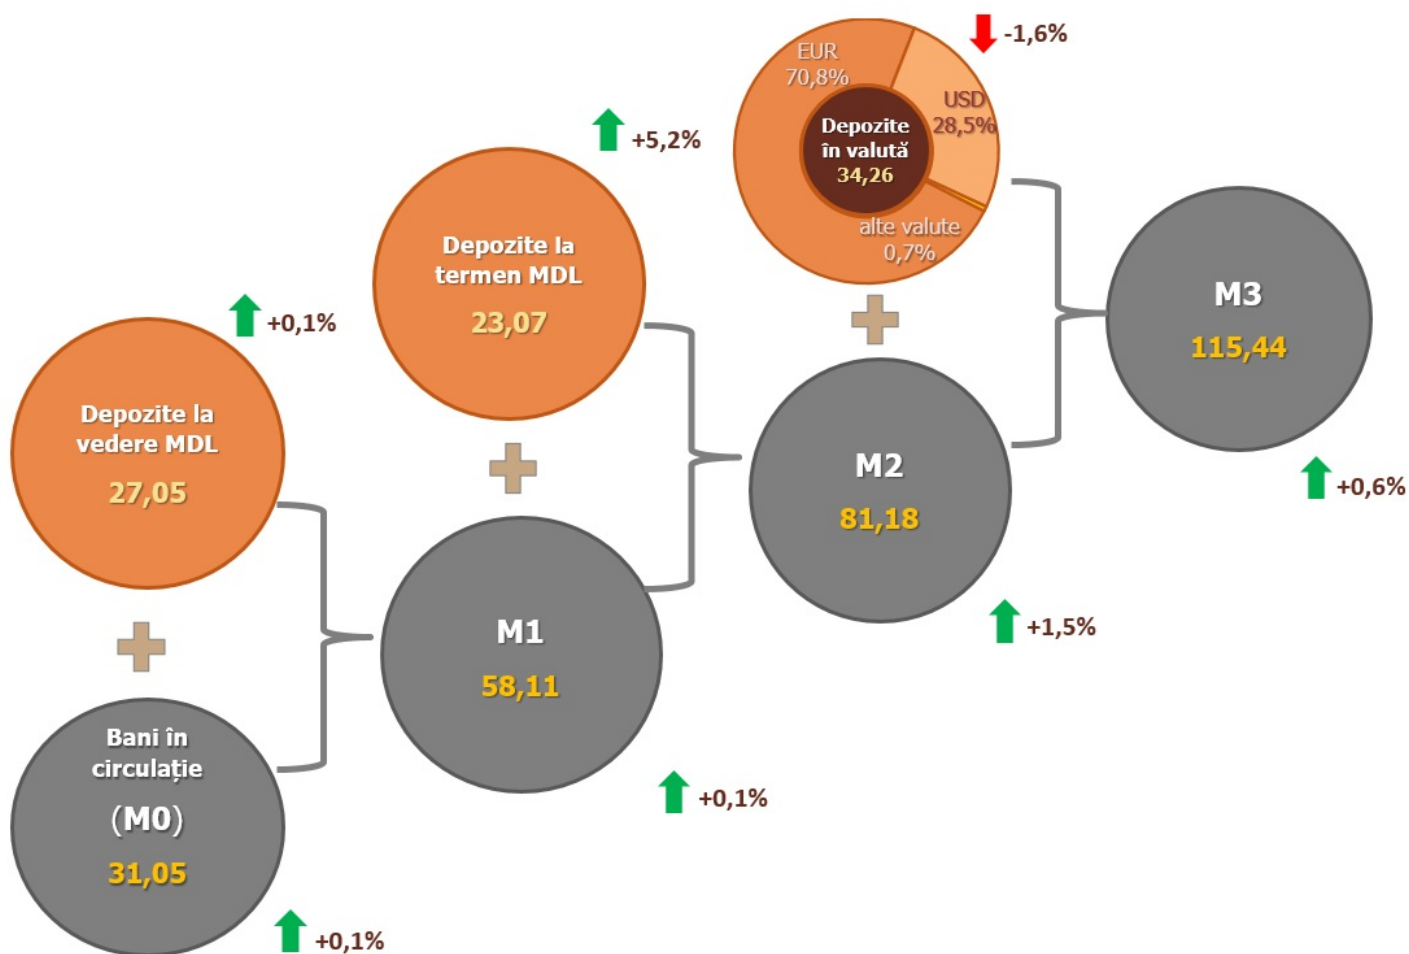 -1,6%
EUR
70,8%
USD
28,5%
Depozite
în valută
34,26
alte valute
0,7%
+5,2%
Depozite la
termen MDL
23,07
+0,1%
Depozite la
vedere MDL
27,05
M3
115,44
+0,6%
M2
81,18
+1,5%
M1
58,11
+0,1%
Bani în
circulație
(M0)
31,05
+0,1%